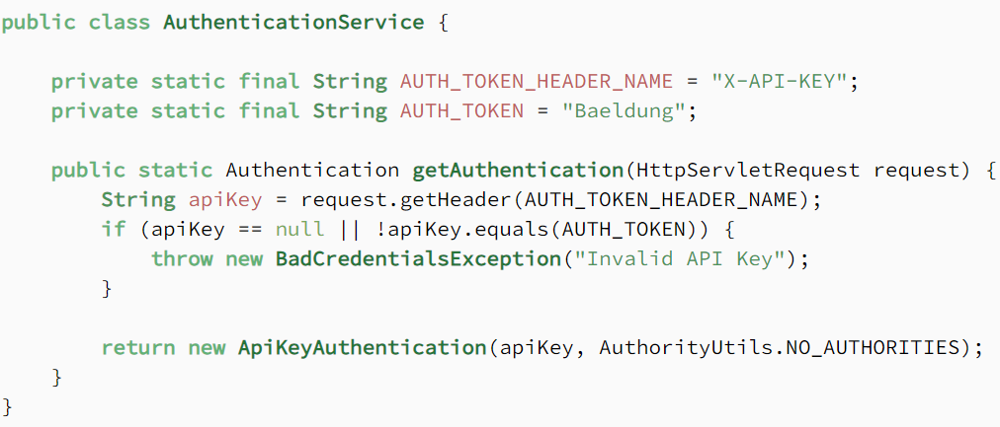 public class AuthenticationService {
private static final String AUTH_TOKEN_HEADER_NAME = "X-API-KEY";
private static final String AUTH_TOKEN = "Baeldung";
public static Authentication getAuthentication(HttpServletRequest request) {
String apiKey = request.getHeader(AUTH_TOKEN_HEADER_NAME);
if (apiKey == null || !apiKey.equals(AUTH_TOKEN)) {
throw new BadCredentialsException("Invalid API Key");
}
return new ApiKeyAuthentication(apiKey, AuthorityUtils.NO_AUTHORITIES);
}
}